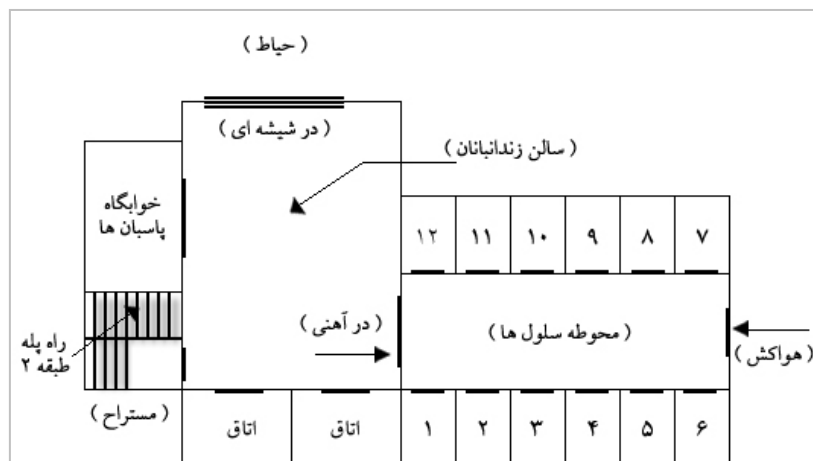 ( حیاط )
( در شیشه ای )
( سالن زندانبانان )
خوابگاه
پاسبان ها
۱۲ ۱۱ ۱۰ ۹ ۸ ۷
( در آهنی )
( محوطه سلول ها )
( هواکش )
راه پله
طبقه ۲
( مستراح )
اتاق
اتاق
۱ ۲ ۳ ۴ ۵ ۶